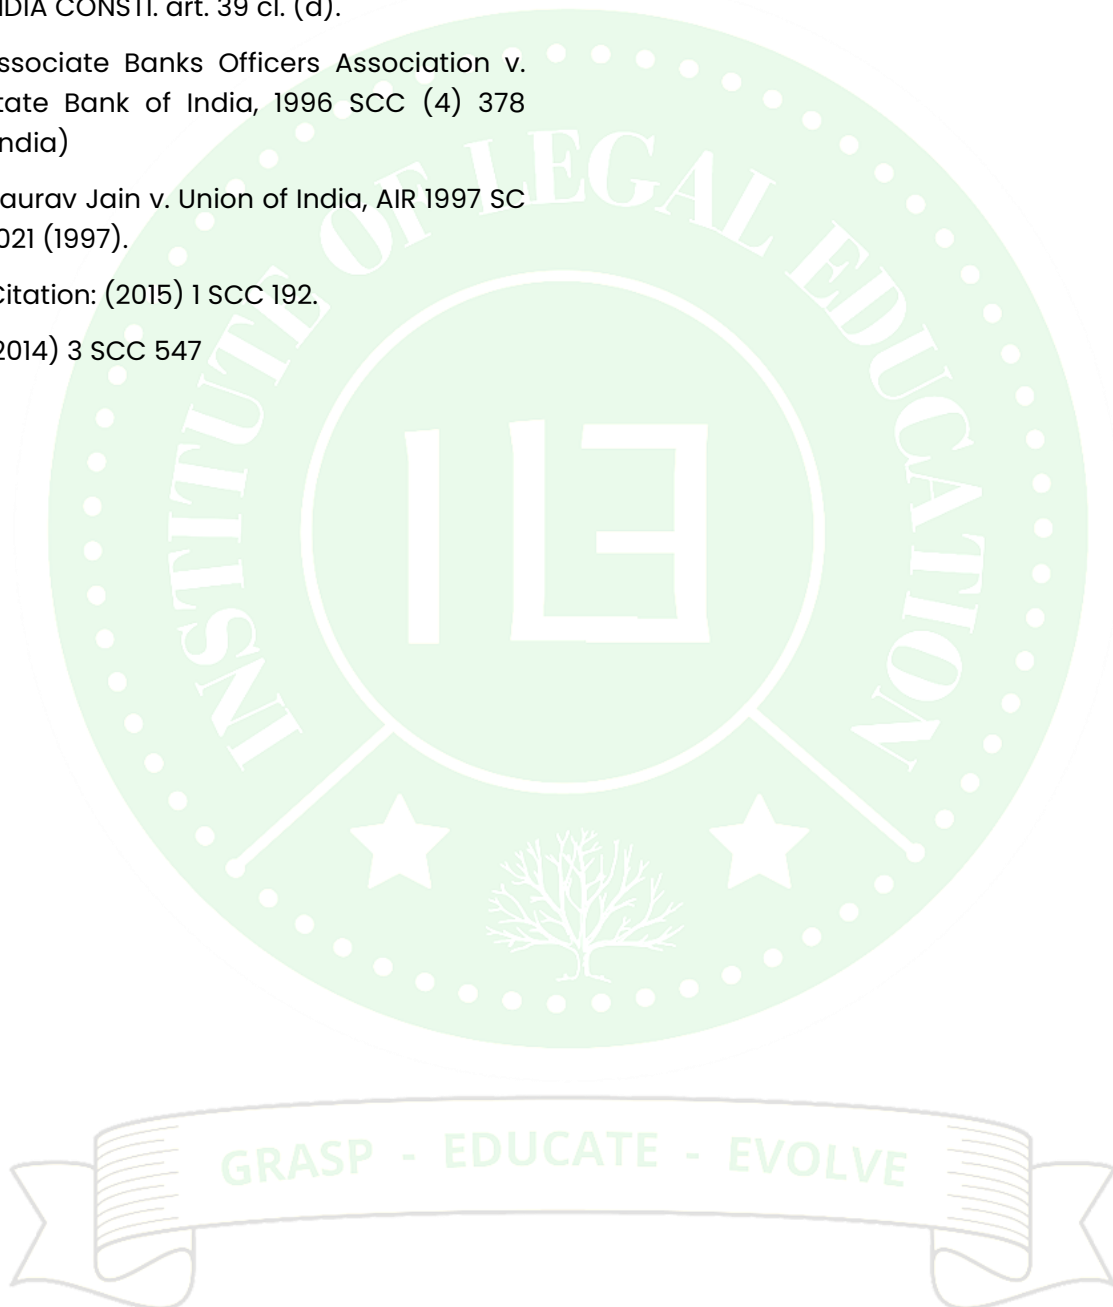 NDIA CONSTI. art. 39 cl. (d).
ssociate Banks Officers Association v.
tate Bank of India, 1996 SCC (4) 378
ndia)
aurav Jain v. Union of India, AIR 1997 SC
021 (1997).
Citation: (2015) 1 SCC 192.
2014) 3 SCC 547
INSTITUTE OF LEGAL EDUCATION
ILE
GRASP - EDUCATE - EVOLVE